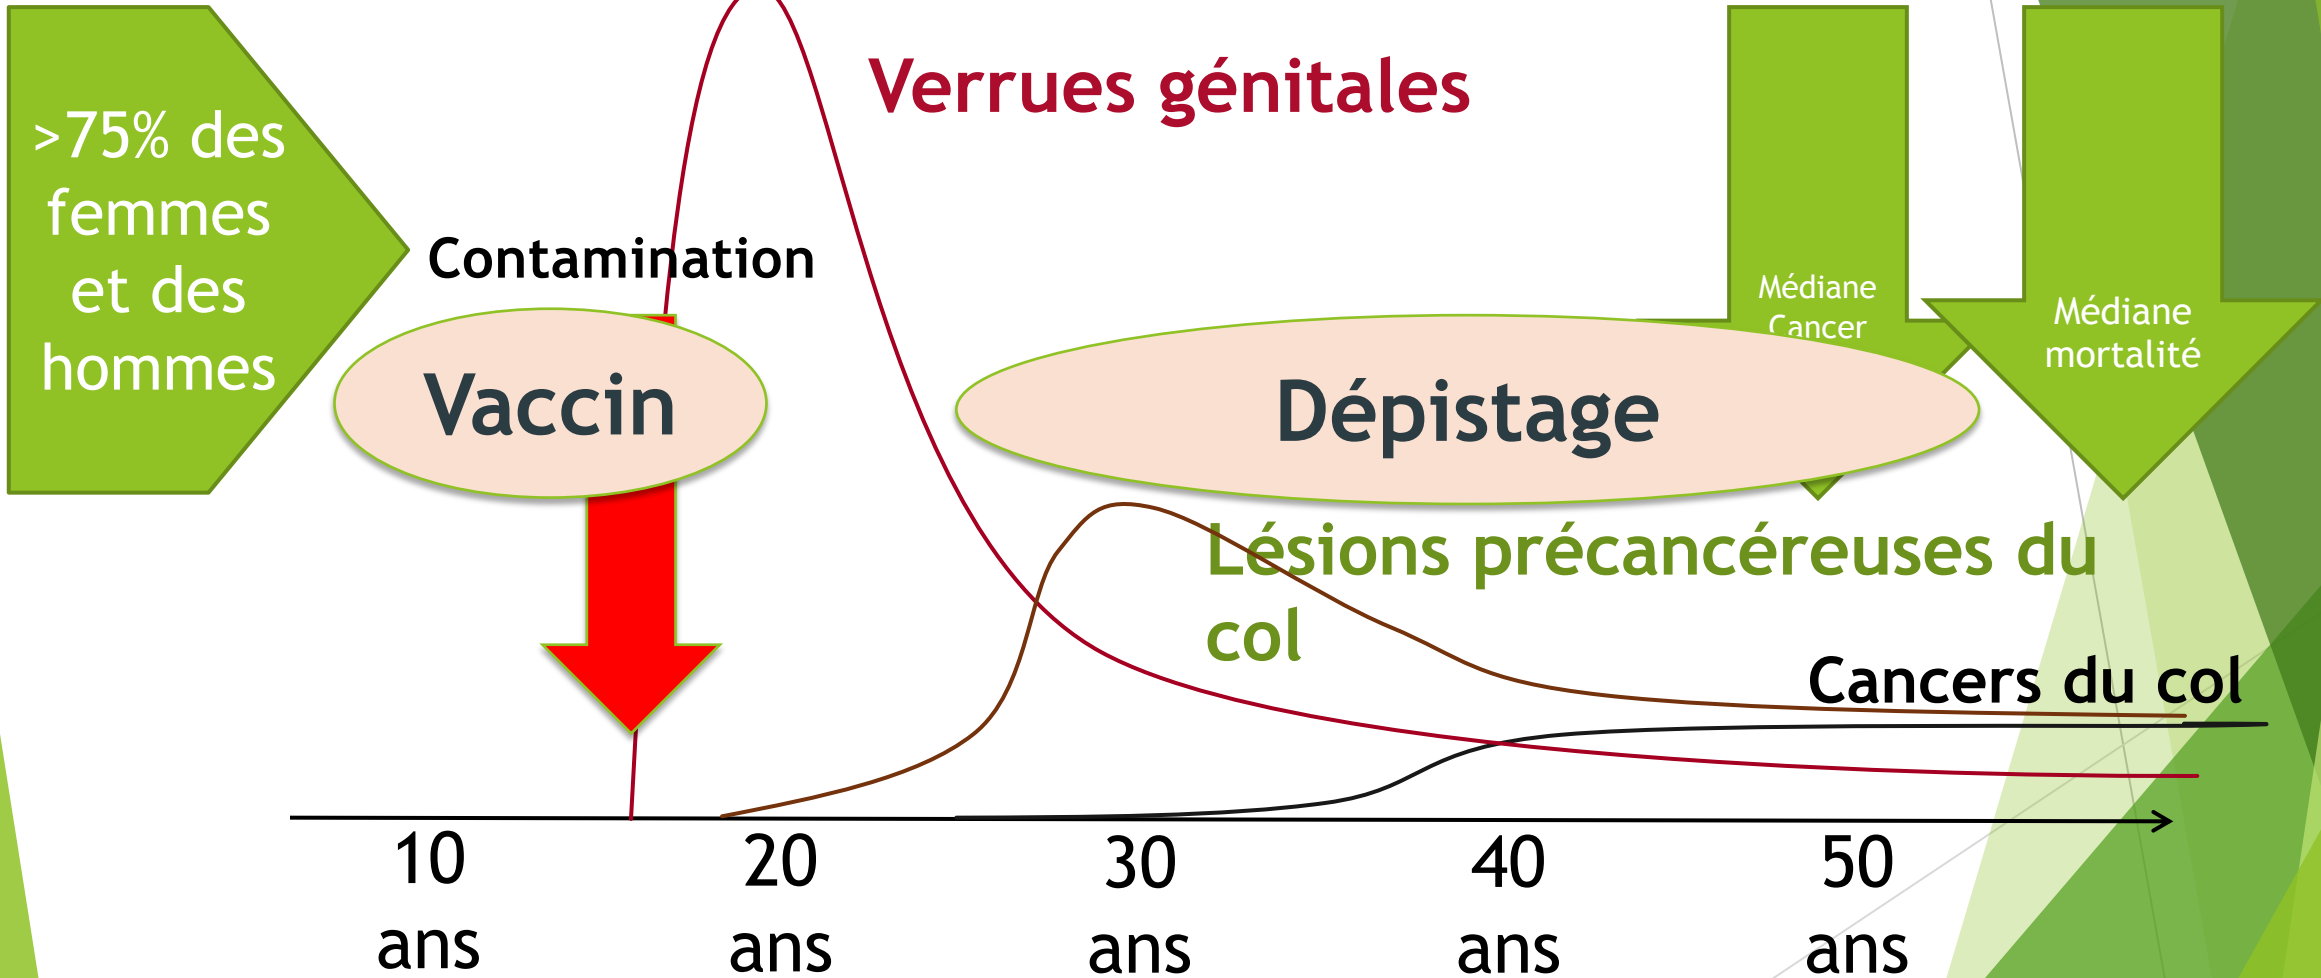 >75% des
femmes
et des
hommes
Verrues génitales
Contamination
Vaccin
Dépistage
Médiane
Cancer
Médiane
mortalité
Lésions précancéreuses du
col
Cancers du col
10
ans
20
ans
30
ans
40
ans
50
ans